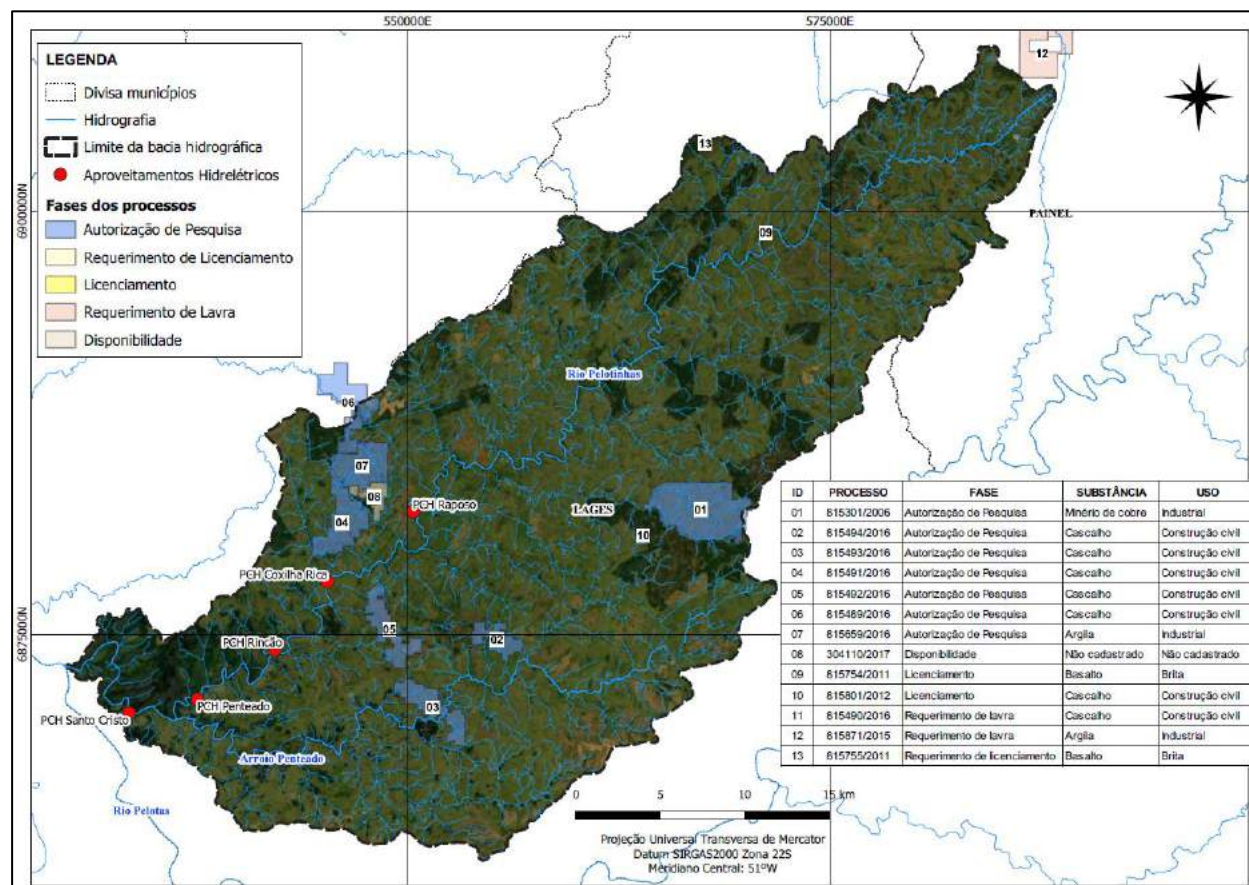 550000E
575000E
LEGENDA
Divisa municípios
Hidrografia
Limite da bacia hidrográfica
Aproveitamentos Hidrelétricos
Fases dos processos
Autorização de Pesquisa
Requerimento de Licenciamento
Licenciamento
Requerimento de Lavra
Disponibilidade
12
13
6900000N
PAINEL
09
Rio Pelotinhas
06
07
08
PCH Raposo
LAGES
01
04
10
PCH Coxilha Rica
6875000N
05
02
PCH Rincão
PCH Penteado
03
PCH Santo Cristo
Arroio Penteado
Rio Pelotas
ID PROCESSO FASE SUBSTÂNCIA USO
01 815301/2006 Autorização de Pesquisa Minério de cobre Industrial
02 815494/2016 Autorização de Pesquisa Cascalho Construção civil
03 815493/2016 Autorização de Pesquisa Cascalho Construção civil
04 815491/2016 Autorização de Pesquisa Cascalho Construção civil
05 815492/2016 Autorização de Pesquisa Cascalho Construção civil
06 815489/2016 Autorização de Pesquisa Cascalho Construção civil
07 815659/2016 Autorização de Pesquisa Argila Industrial
08 304110/2017 Disponibilidade Não cadastrado Não cadastrado
09 815754/2011 Licenciamento Basalto Brita
10 815801/2012 Licenciamento Cascalho Construção civil
11 815490/2016 Requerimento de lavra Cascalho Construção civil
12 815871/2015 Requerimento de lavra Argila Industrial
13 815755/2011 Requerimento de licenciamento Basalto Brita
0 5 10 15 km
Projeção Universal Transversa de Mercator
Datum SIRGAS2000 Zona 22S
Meridiano Central: 51ºW